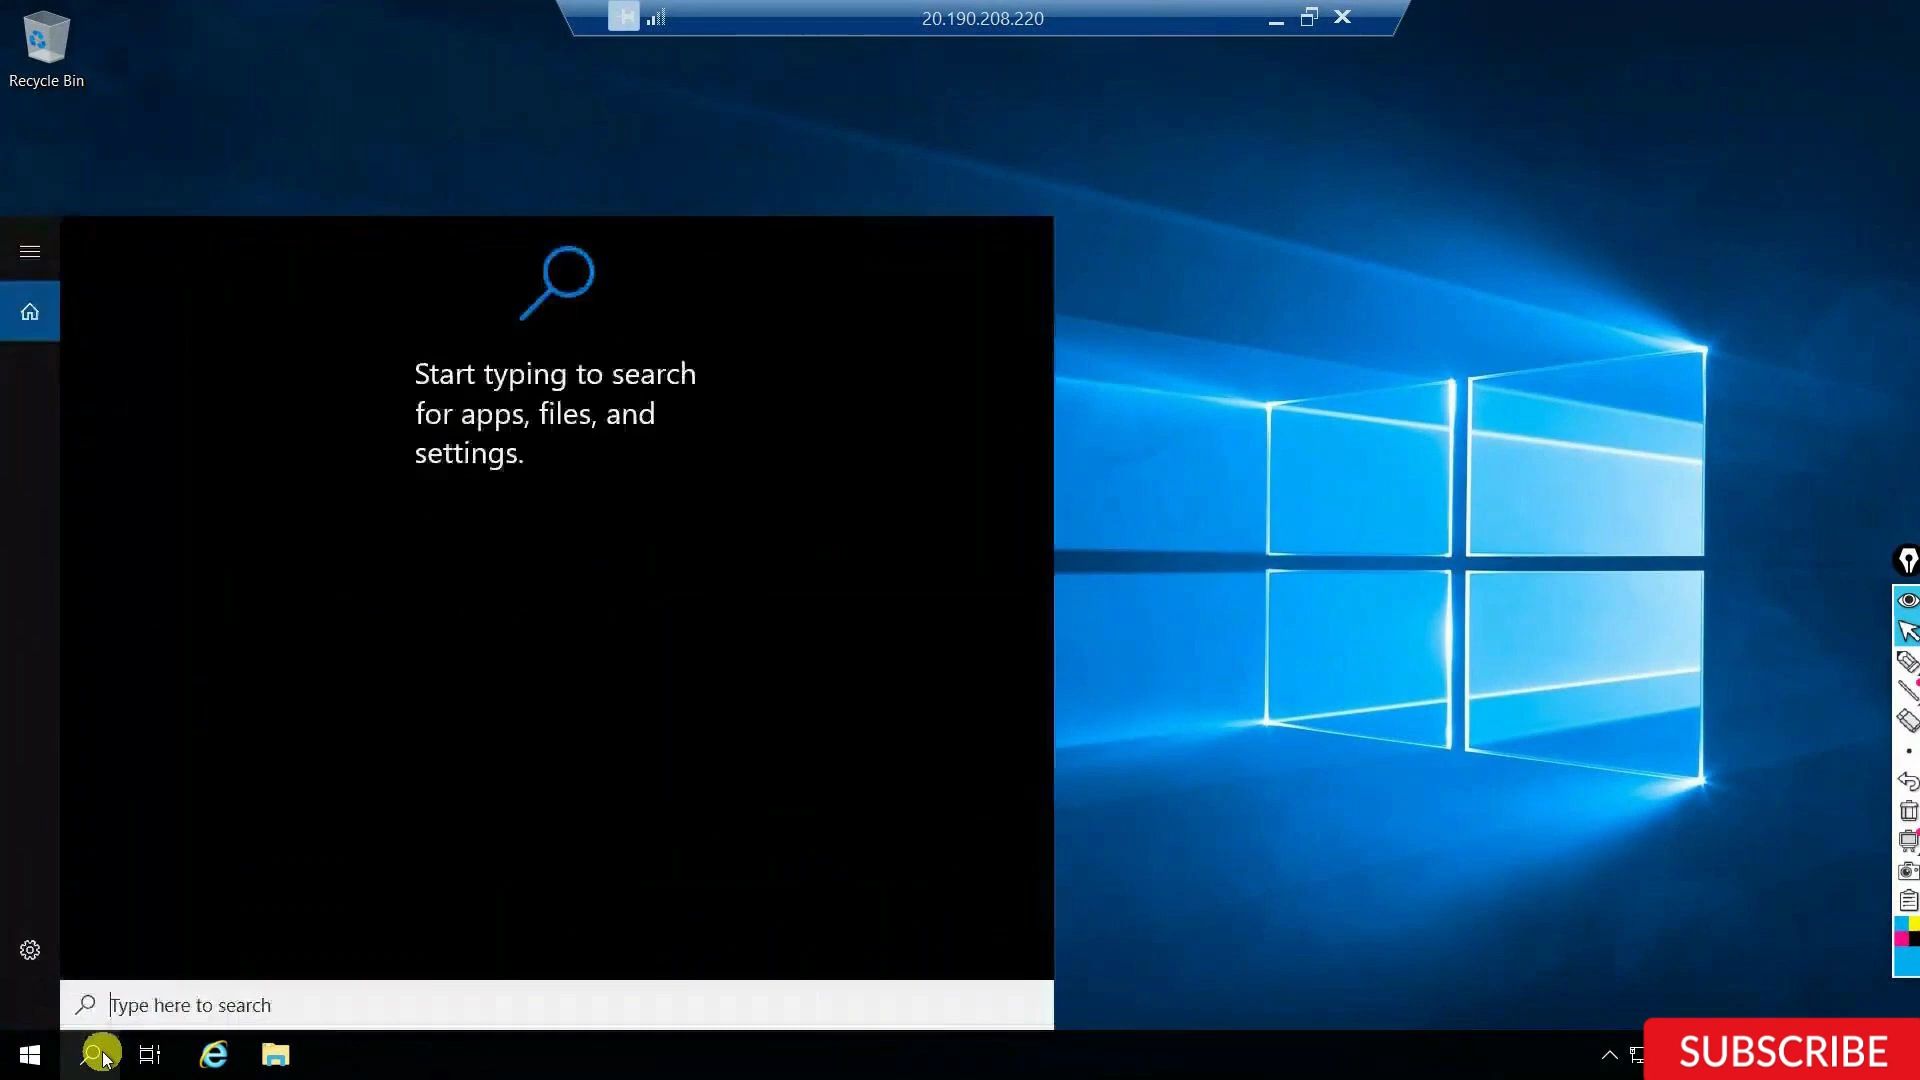 20.190.208.220
Recycle Bin
Start typing to search
for apps, files, and
settings.
Type here to search
SUBSCRIBE